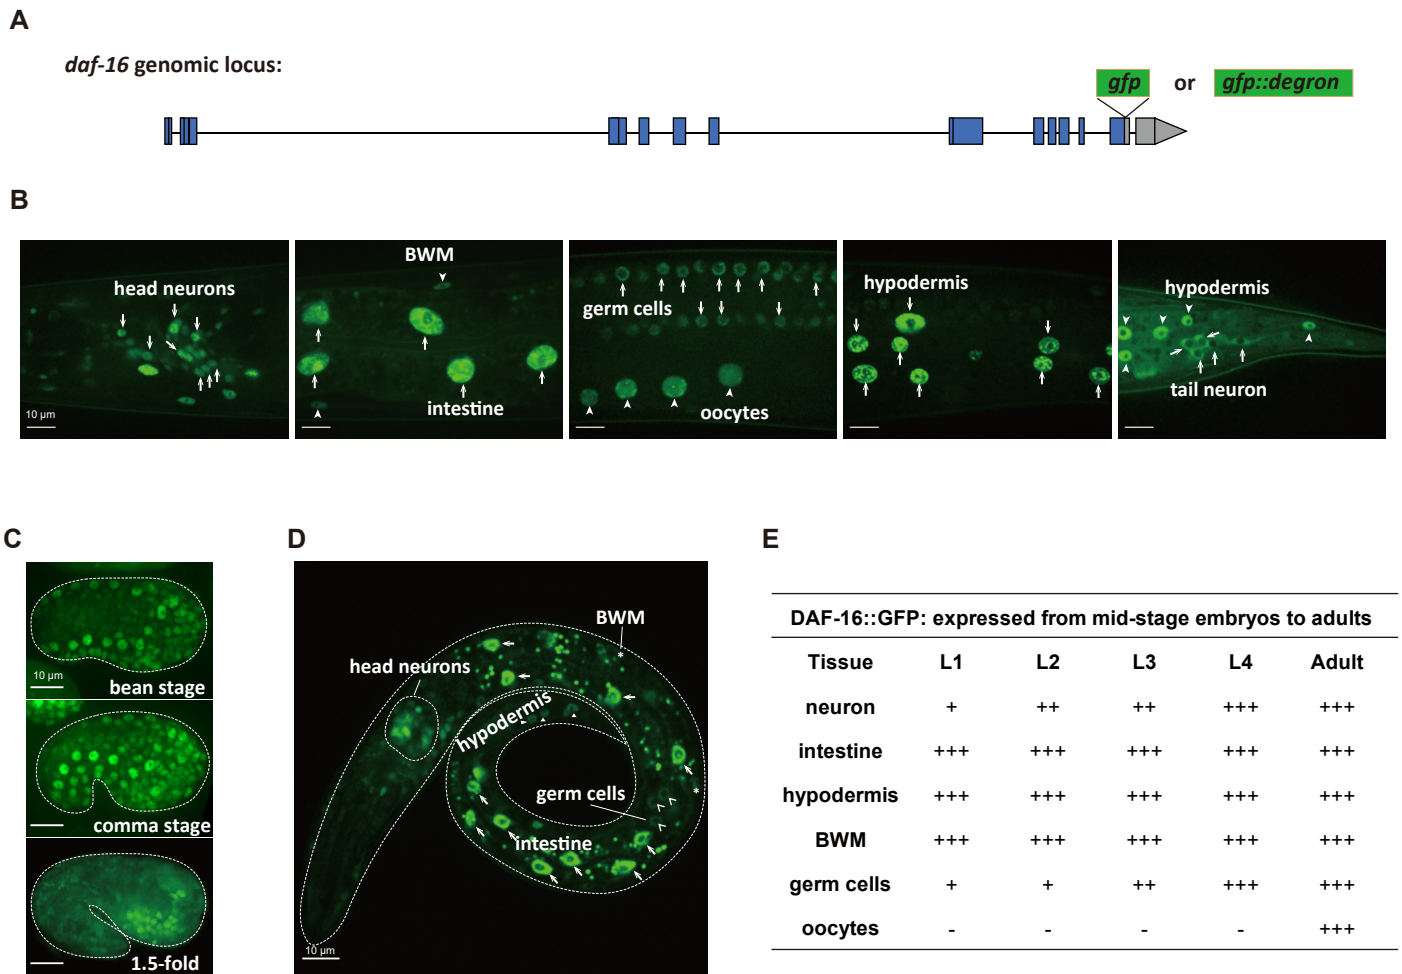 A
daf-16 genomic locus:
gfp or gfp::degron
B
head neurons
10 µm
BWM
intestine
germ cells
oocytes
hypodermis
hypodermis
tail neuron
C
10 µm
bean stage
comma stage
1.5-fold
D
BWM
*
head neurons
hypodermis
germ cells
*
intestine
10 µm
E
DAF-16::GFP: expressed from mid-stage embryos to adults
Tissue L1 L2 L3 L4 Adult
neuron + ++ ++ +++ +++
intestine +++ +++ +++ +++ +++
hypodermis +++ +++ +++ +++ +++
BWM +++ +++ +++ +++ +++
germ cells + + ++ +++ +++
oocytes - - - - +++